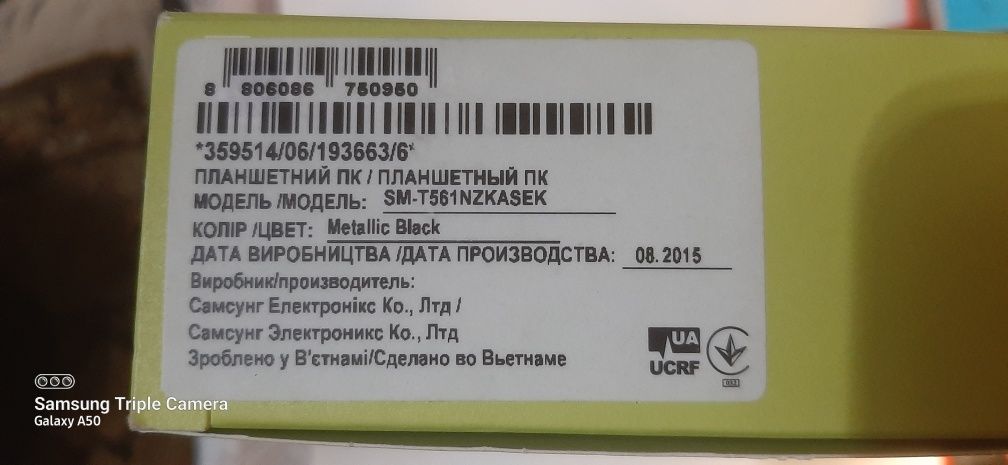 8 806086 750950
*359514/06/193663/6*
ПЛАНШЕТНИЙ ПК / ПЛАНШЕТНЫЙ ПК
МОДЕЛЬ /МОДЕЛЬ: SM-T561NZKASEK
КОЛІР /ЦВЕТ: Metallic Black
ДАТА ВИРОБНИЦТВА /ДАТА ПРОИЗВОДСТВА: 08.2015
Виробник/производитель:
Самсунг Електронікс Ко., Лтд /
Самсунг Электроникс Ко., Лтд
Зроблено у В'єтнамі/Сделано во Вьетнаме
UA
UCRF
032
Samsung Triple Camera
Galaxy A50